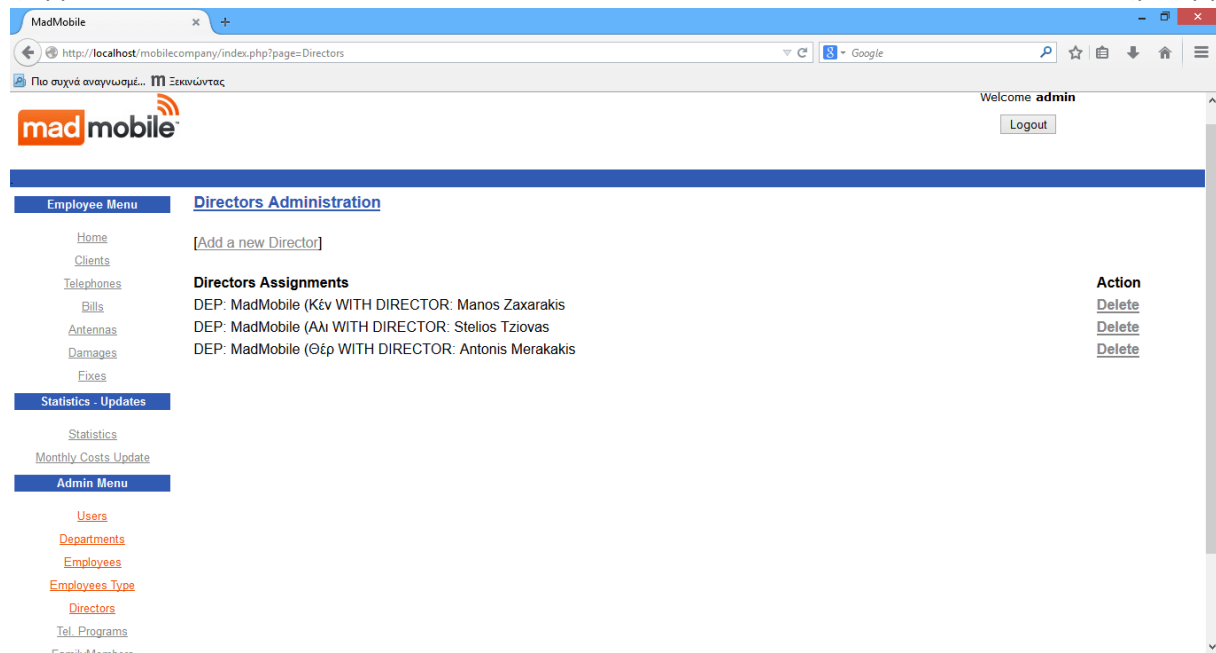 MadMobile
http://localhost/mobilecompany/index.php?page=Directors
Google
Πιο συχνά αναγνωσμέ... Ξεκινώντας
mad mobile
Welcome admin
Logout
Employee Menu
Home
Clients
Telephones
Bills
Antennas
Damages
Fixes
Statistics - Updates
Statistics
Monthly Costs Update
Admin Menu
Users
Departments
Employees
Employees Type
Directors
Tel. Programs
Directors Administration
[Add a new Director]
Directors Assignments Action
DEP: MadMobile (Κέν WITH DIRECTOR: Manos Zaxarakis Delete
DEP: MadMobile (Αλι WITH DIRECTOR: Stelios Tziovas Delete
DEP: MadMobile (Θέρ WITH DIRECTOR: Antonis Merakakis Delete